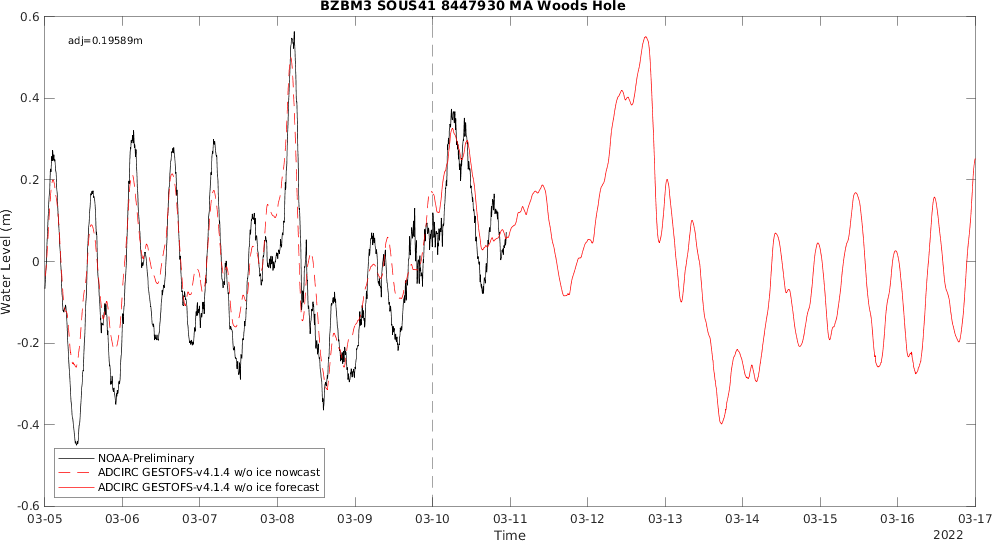 BZBM3 SOUS41 8447930 MA Woods Hole
adj=0.19589m
Water Level (m)
0.6
0.4
0.2
0
-0.2
-0.4
-0.6
NOAA-Preliminary
ADCIRC GESTOFS-v4.1.4 w/o ice nowcast
ADCIRC GESTOFS-v4.1.4 w/o ice forecast
03-05 03-06 03-07 03-08 03-09 03-10 03-11 03-12 03-13 03-14 03-15 03-16 03-17
Time
2022